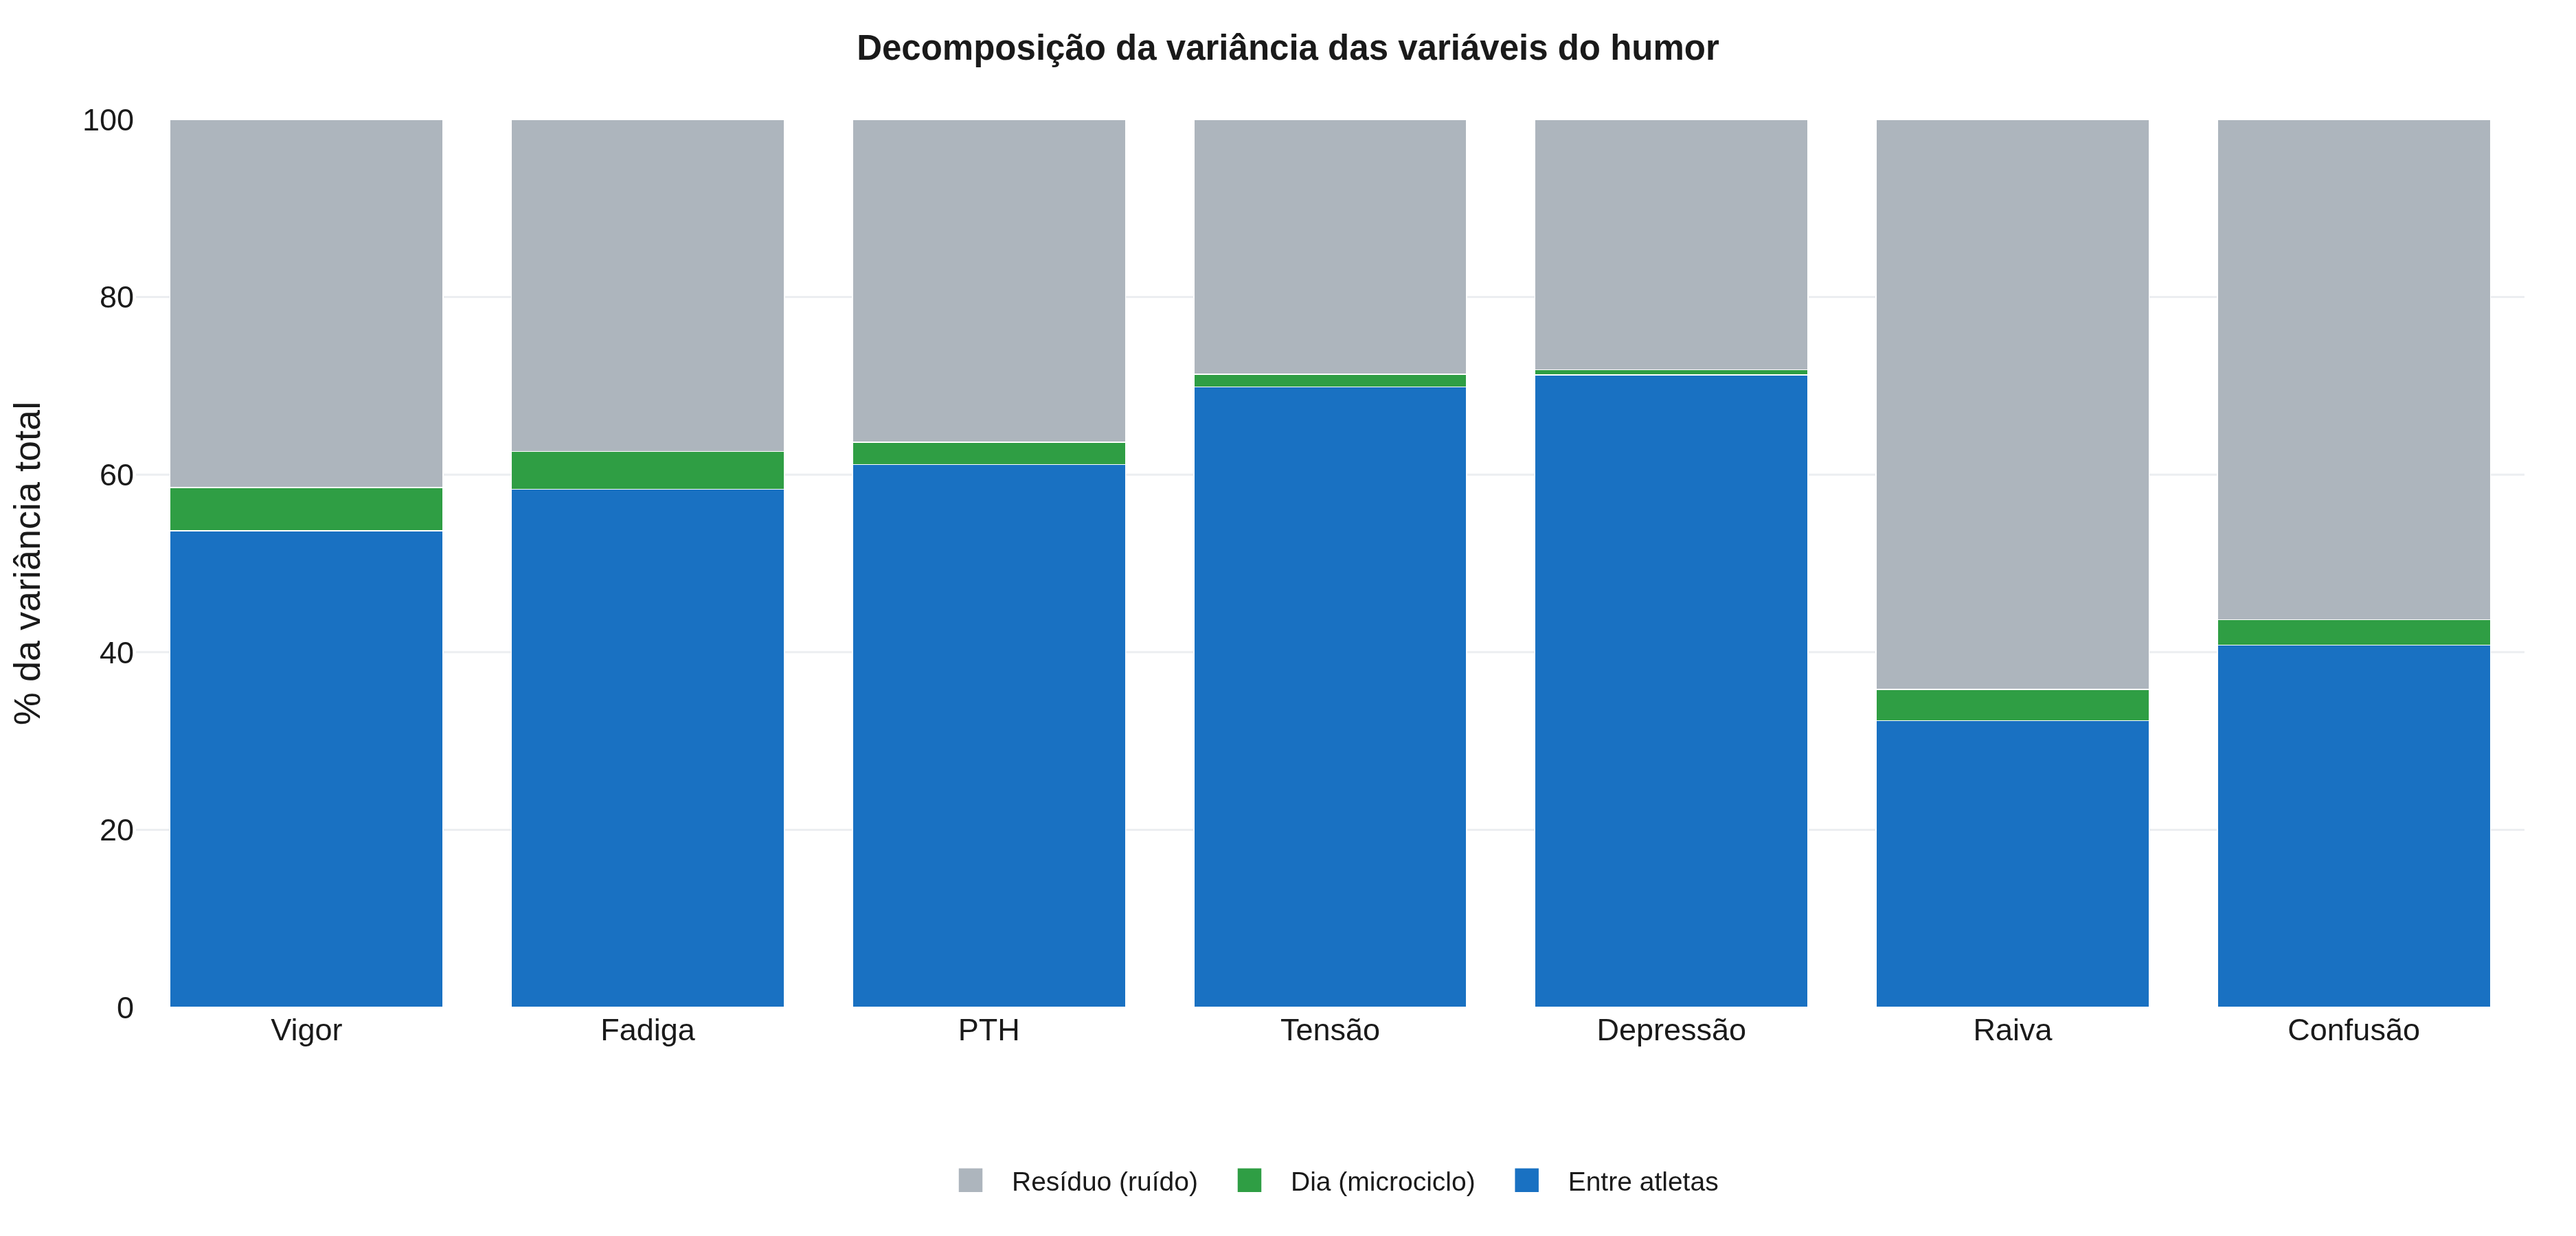 Decomposição da variância das variáveis do humor
% da variância total
100
80
60
40
20
0
Vigor Fadiga PTH Tensão Depressão Raiva Confusão
Resíduo (ruído) Dia (microciclo) Entre atletas